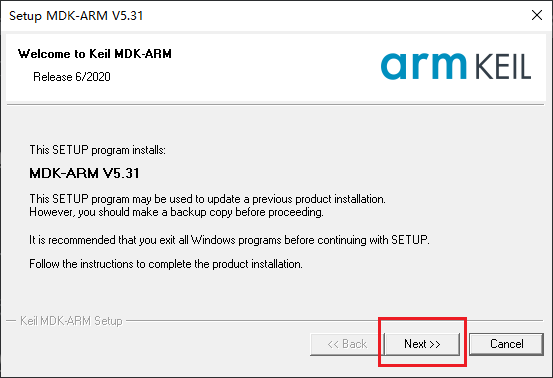 Setup MDK-ARM V5.31
Welcome to Keil MDK-ARM
Release 6/2020
arm KEIL
This SETUP program installs:
MDK-ARM V5.31
This SETUP program may be used to update a previous product installation.
However, you should make a backup copy before proceeding.
It is recommended that you exit all Windows programs before continuing with SETUP.
Follow the instructions to complete the product installation.
Keil MDK-ARM Setup
<< Back
Next >>
Cancel